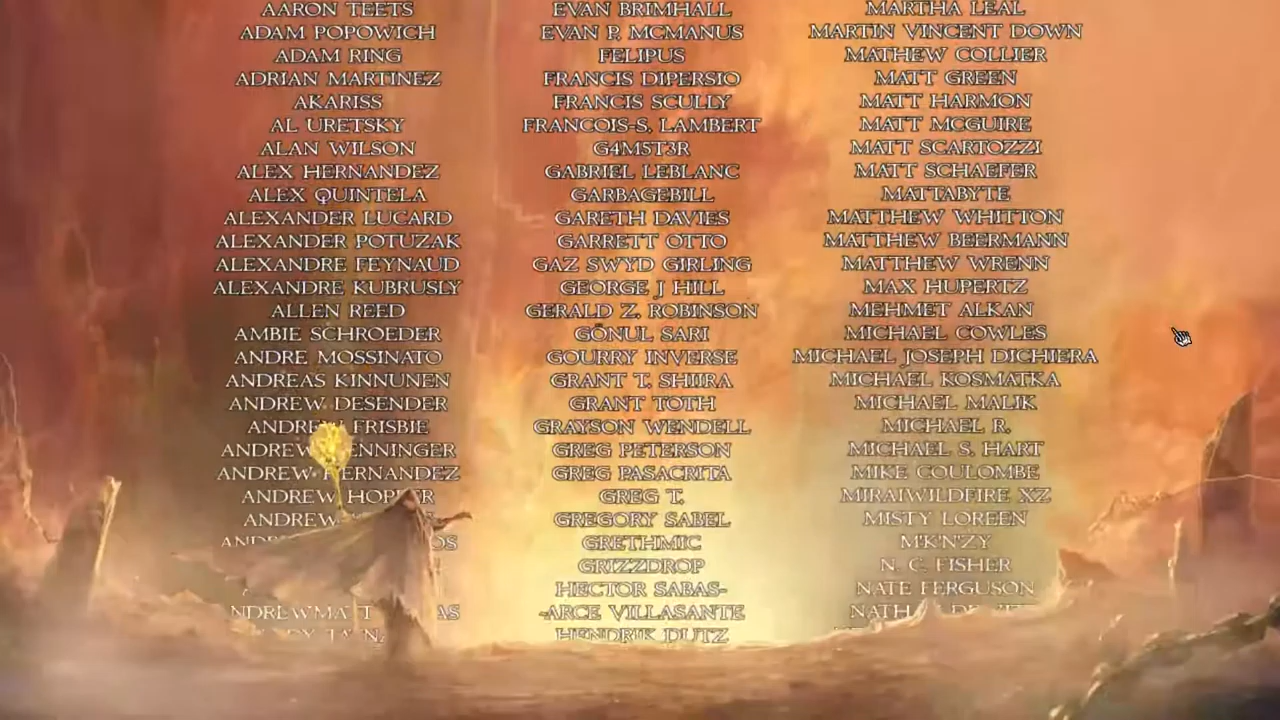 AARON TEETS
ADAM POPOWICH
ADAM RING
ADRIAN MARTINEZ
AKARISS
AL URETSKY
ALAN WILSON
ALEX HERNANDEZ
ALEX QUINTELA
ALEXANDER LUCARD
ALEXANDER POTUZAK
ALEXANDRE FEYNAUD
ALEXANDRE KUBRUSLY
ALLEN REED
AMBIE SCHROEDER
ANDRE MOSSINATO
ANDREAS KINNUNEN
ANDREW DESENDER
ANDREW FRISBIE
ANDREW
ANDREW HERNANDEZ
ANDREW
ANDREW
EVAN BRIMHALL
EVAN P. MCMANUS
FELIPUS
FRANCIS DIPERSIO
FRANCIS SCULLY
FRANCOIS-S. LAMBERT
G4M5T3R
GABRIEL LEBLANC
GARBAGEBILL
GARETH DAVIES
GARRETT OTTO
GAZ SWYD GIRLING
GEORGE J HILL
GERALD Z. ROBINSON
GÖNUL SARI
GOURRY INVERSE
GRANT T. SHIIRA
GRANT TOTH
GRAYSON WENDELL
GREG PETERSON
GREG PASACRITA
GREG T.
GREGORY SABEL
GRETHMIC
GRIZZDROP
HECTOR SABAS-
-ARCE VILLASANTE
HENDRIK DUTZ
MARTHA LEAL
MARTIN VINCENT DOWN
MATHEW COLLIER
MATT GREEN
MATT HARMON
MATT MCGUIRE
MATT SCARTOZZI
MATT SCHAEFER
MATTABYTE
MATTHEW WHITTON
MATTHEW BEERMANN
MATTHEW WRENN
MAX HUPERTZ
MEHMET ALKAN
MICHAEL COWLES
MICHAEL JOSEPH DICHIERA
MICHAEL KOSMATKA
MICHAEL MALIK
MICHAEL R.
MICHAEL S. HART
MIKE COULOMBE
MIRAIWILDFIRE XZ
MISTY LOREEN
M'K'N'ZY
N. C. FISHER
NATE FERGUSON